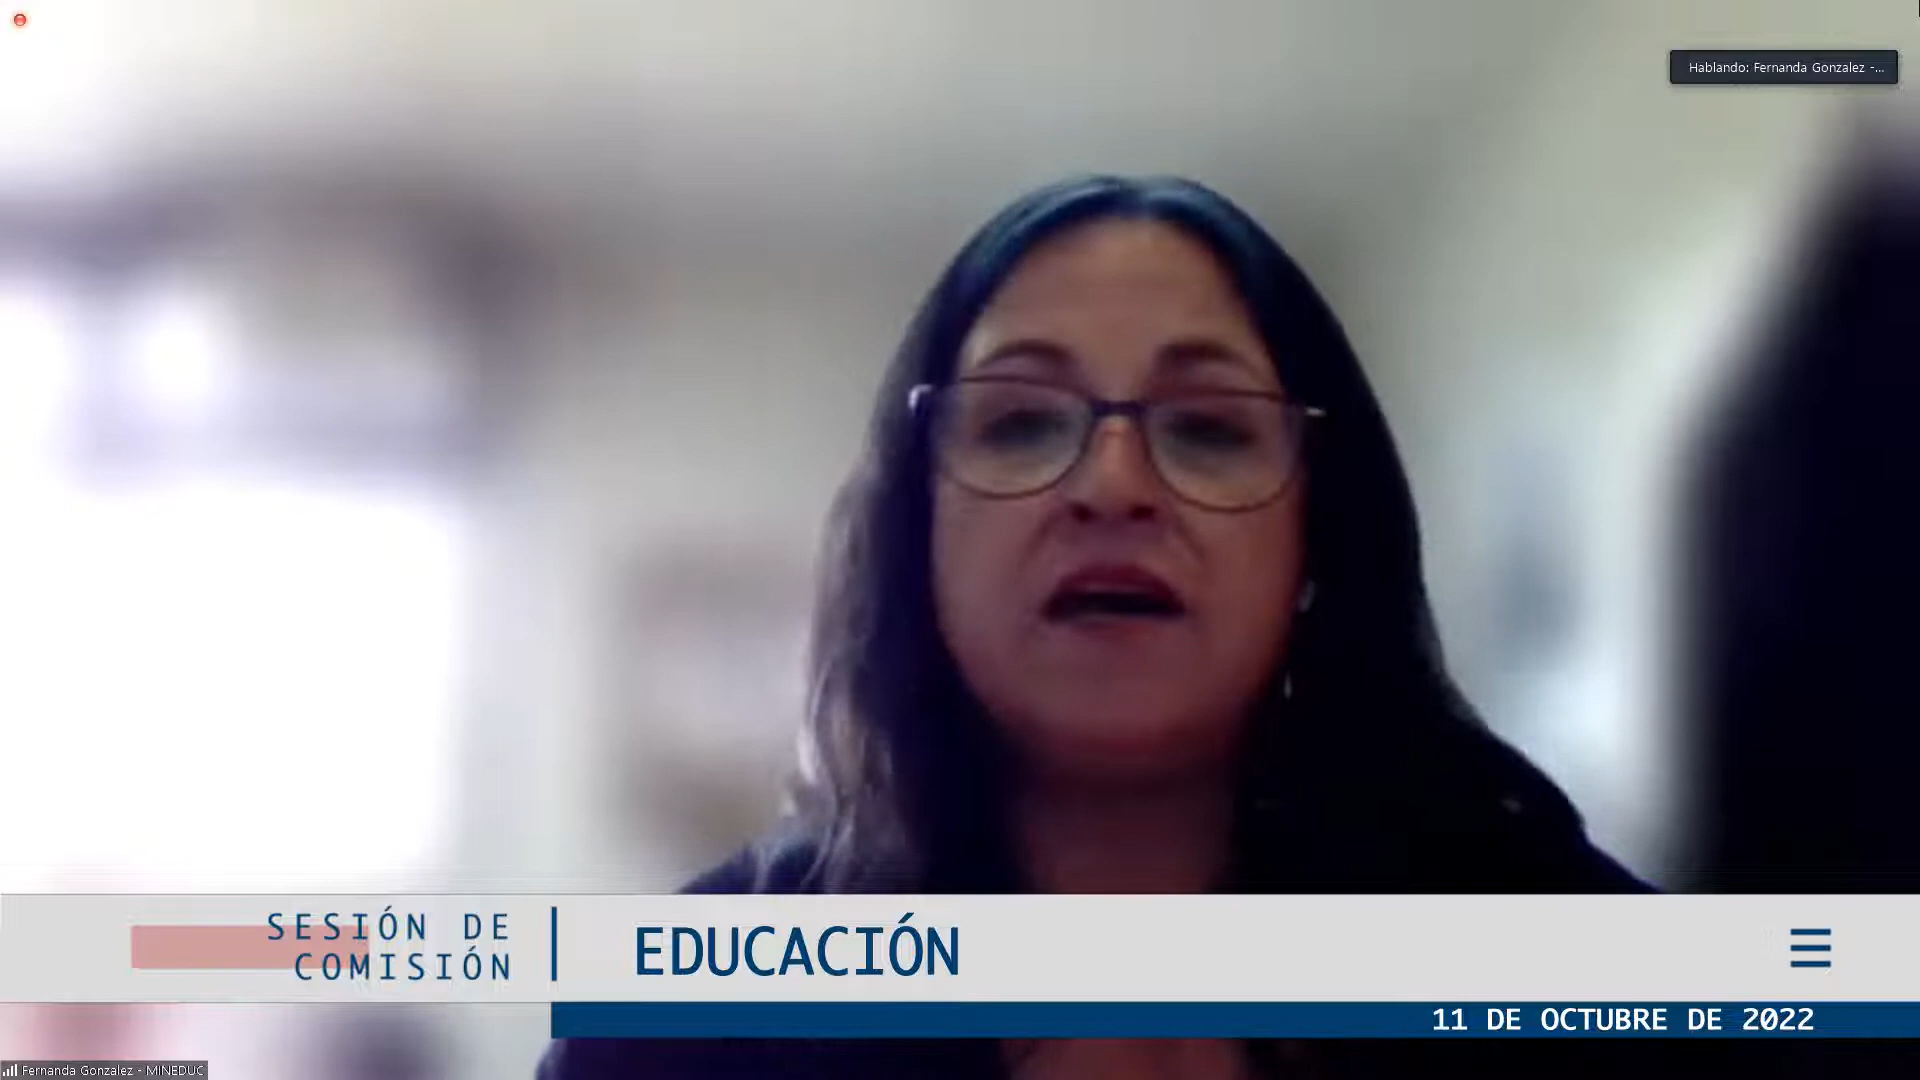 Hablando: Fernanda Gonzalez -...
SESIÓN DE
COMISIÓN
EDUCACIÓN
11 DE OCTUBRE DE 2022
Fernanda Gonzalez - MINEDUC